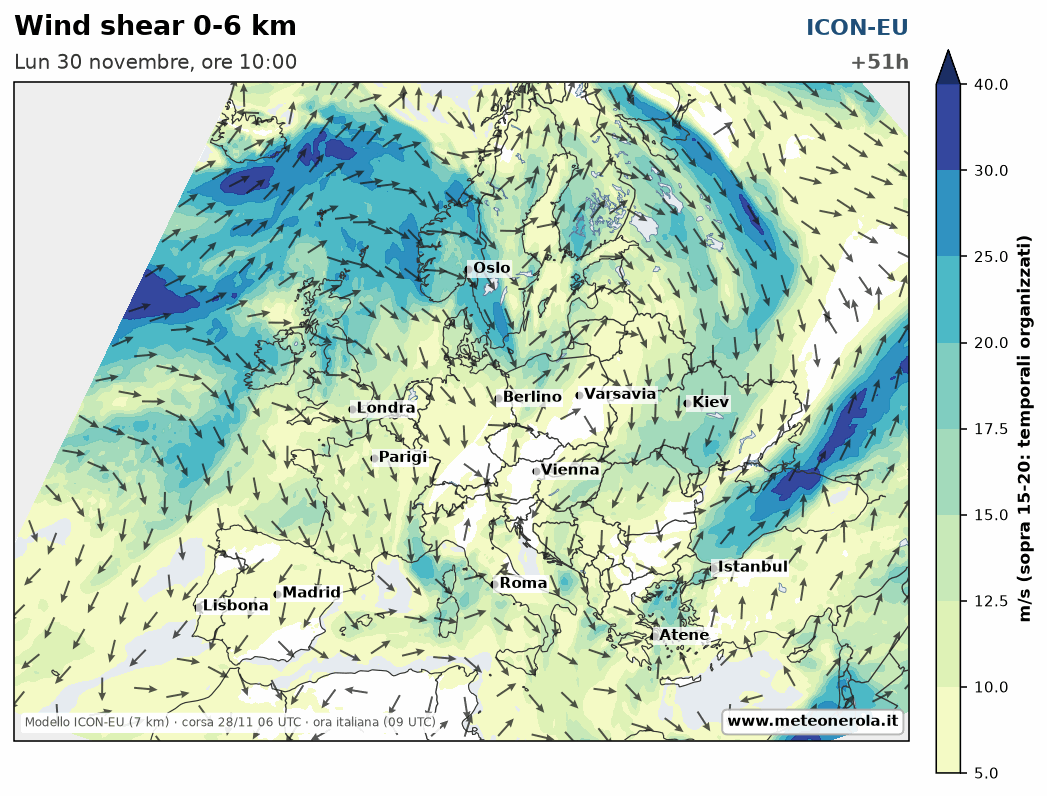 Wind shear 0-6 km
ICON-EU
Lun 30 novembre, ore 10:00
+51h
40.0
30.0
25.0
20.0
17.5
15.0
12.5
10.0
5.0
m/s (sopra 15-20: temporali organizzati)
Oslo
Berlino
Varsavia
Kiev
Londra
Parigi
Vienna
Istanbul
Roma
Madrid
Lisbona
Atene
Modello ICON-EU (7 km) · corsa 28/11 06 UTC · ora italiana (09 UTC)
www.meteonerola.it